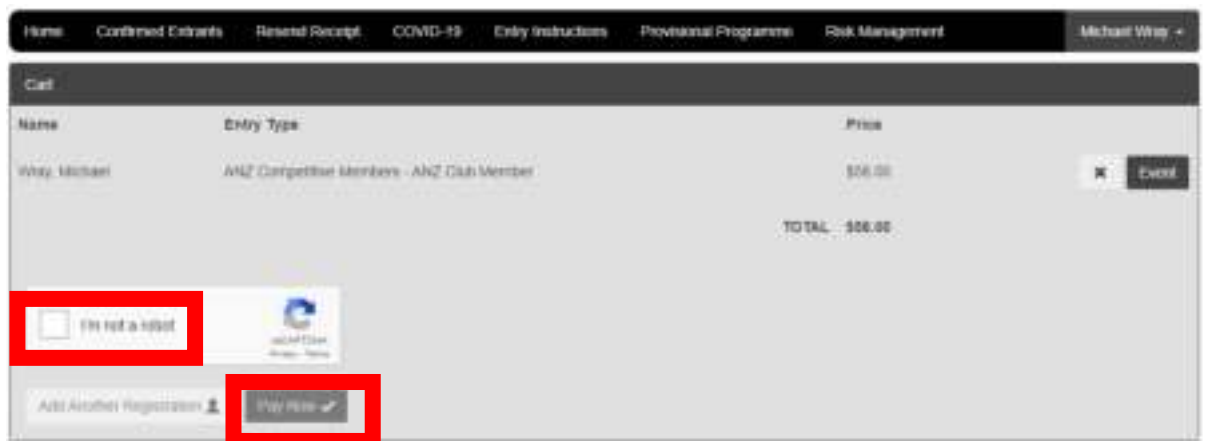 Home Confirmed Entrants Resend Receipt COVID-19 Entry Instructions Provisional Programme Risk Management Michael Wray
Cart
Name Entry Type Price
Wray, Michael ANZ Competitive Members - ANZ Club Member Event
TOTAL
I'm not a robot
reCAPTCHA
Privacy - Terms
Add Another Registration Pay Now